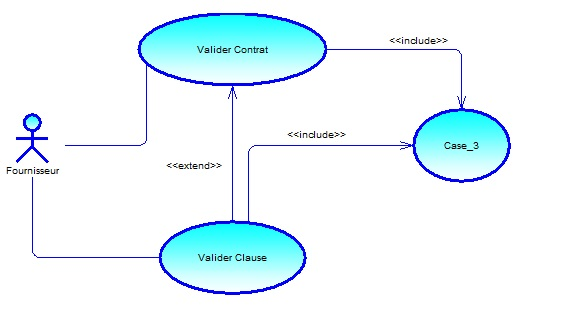 Valider Contrat
<<include>>
<<include>>
Case_3
<<extend>>
Fournisseur
Valider Clause